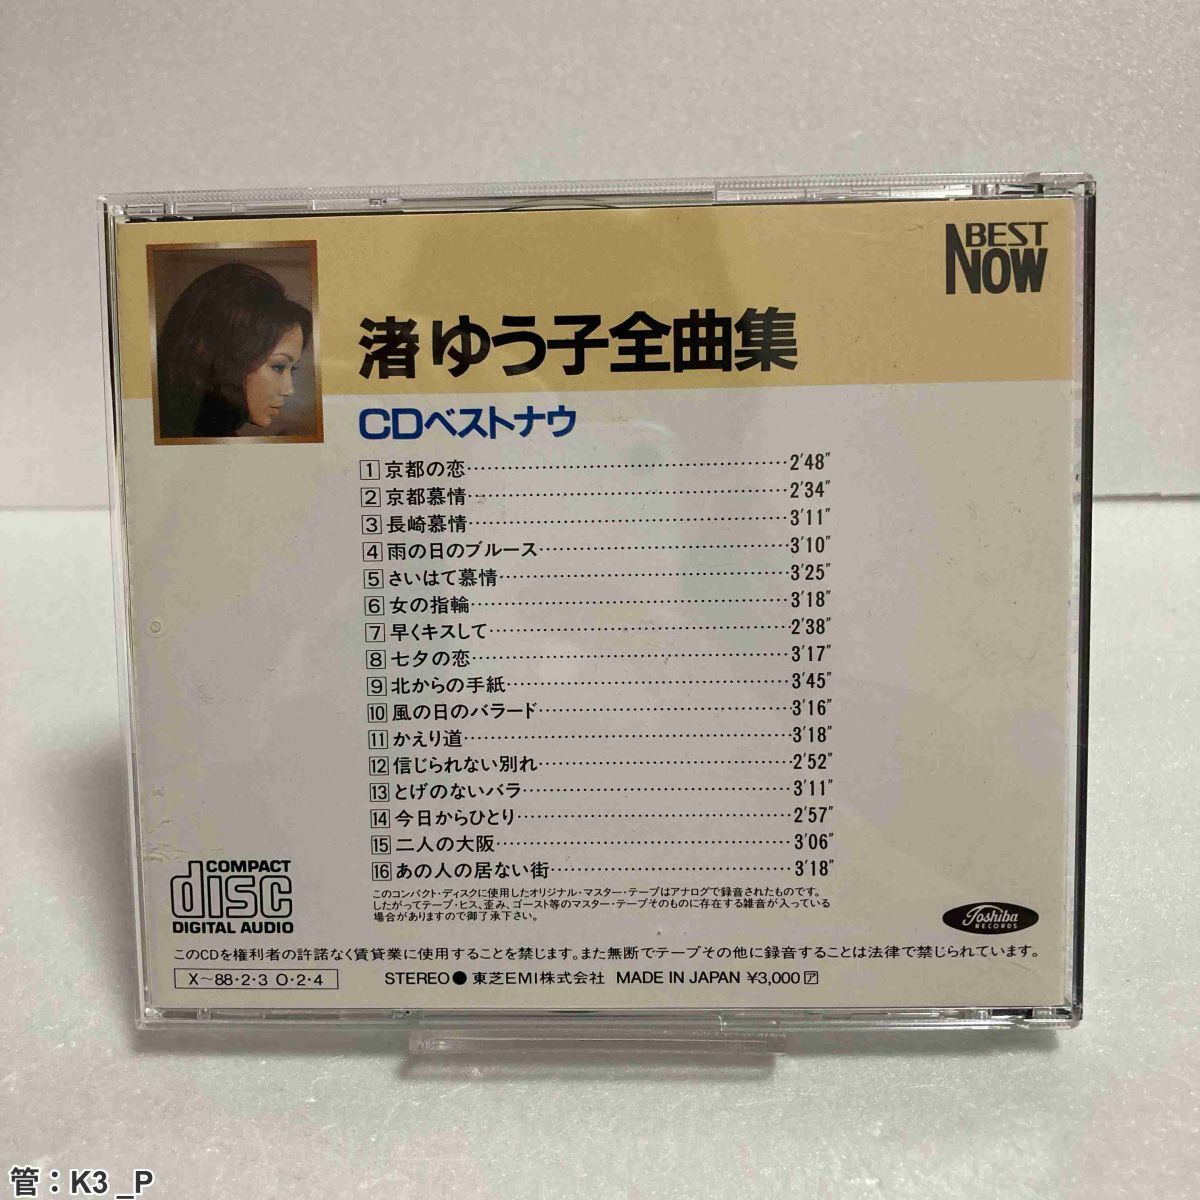 BEST
NOW
渚ゆう子全曲集
CDベストナウ
1 京都の恋 2′48″
2 京都慕情 2′34″
3 長崎慕情 3′11″
4 雨の日のブルース 3′10″
5 さいはて慕情 3′25″
6 女の指輪 3′18″
7 早くキスして 2′38″
8 七夕の恋 3′17″
9 北からの手紙 3′45″
10 風の日のバラード 3′16″
11 かえり道 3′18″
12 信じられない別れ 2′52″
13 とげのないバラ 3′11″
14 今日からひとり 2′57″
15 二人の大阪 3′06″
16 あの人の居ない街 3′18″
COMPACT
disc
DIGITAL AUDIO
このコンパクト・ディスクに使用したオリジナル・マスター・テープはアナログで録音されたものです。
したがってテープ・ヒス、歪み、ゴースト等のマスター・テープそのものに存在する雑音が入っている
場合がありますので御了承下さい。
Toshiba
RECORDS
このCDを権利者の許諾なく賃貸業に使用することを禁じます。また無断でテープその他に録音することは法律で禁じられています。
X〜88・2・3 O・2・4
STEREO● 東芝EMI株式会社 MADE IN JAPAN ¥3,000 ア
管：K3 _P